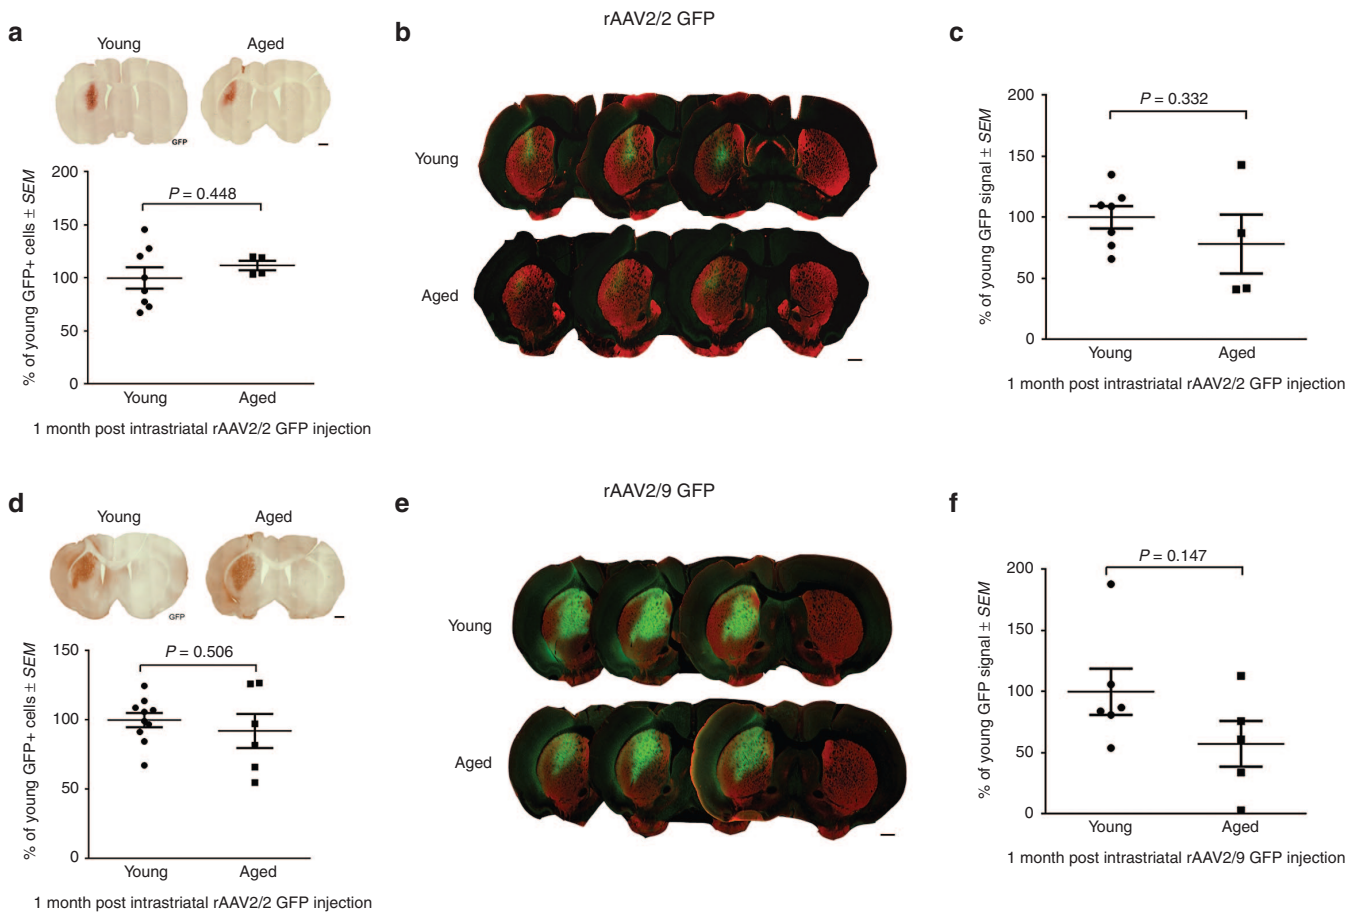 a
Young
Aged
GFP
200
150
100
50
0
P = 0.448
% of young GFP+ cells ± SEM
Young
Aged
1 month post intrastriatal rAAV2/2 GFP injection
b
rAAV2/2 GFP
Young
Aged
c
200
150
100
50
0
P = 0.332
% of young GFP signal ± SEM
Young
Aged
1 month post intrastriatal rAAV2/2 GFP injection
d
Young
Aged
GFP
150
100
50
0
P = 0.506
% of young GFP+ cells ± SEM
Young
Aged
1 month post intrastriatal rAAV2/2 GFP injection
e
rAAV2/9 GFP
Young
Aged
f
200
150
100
50
0
P = 0.147
% of young GFP signal ± SEM
Young
Aged
1 month post intrastriatal rAAV2/9 GFP injection